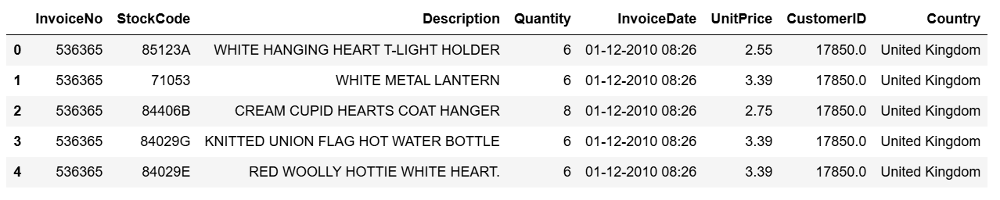 InvoiceNo StockCode Description Quantity InvoiceDate UnitPrice CustomerID Country
0 536365 85123A WHITE HANGING HEART T-LIGHT HOLDER 6 01-12-2010 08:26 2.55 17850.0 United Kingdom
1 536365 71053 WHITE METAL LANTERN 6 01-12-2010 08:26 3.39 17850.0 United Kingdom
2 536365 84406B CREAM CUPID HEARTS COAT HANGER 8 01-12-2010 08:26 2.75 17850.0 United Kingdom
3 536365 84029G KNITTED UNION FLAG HOT WATER BOTTLE 6 01-12-2010 08:26 3.39 17850.0 United Kingdom
4 536365 84029E RED WOOLLY HOTTIE WHITE HEART. 6 01-12-2010 08:26 3.39 17850.0 United Kingdom